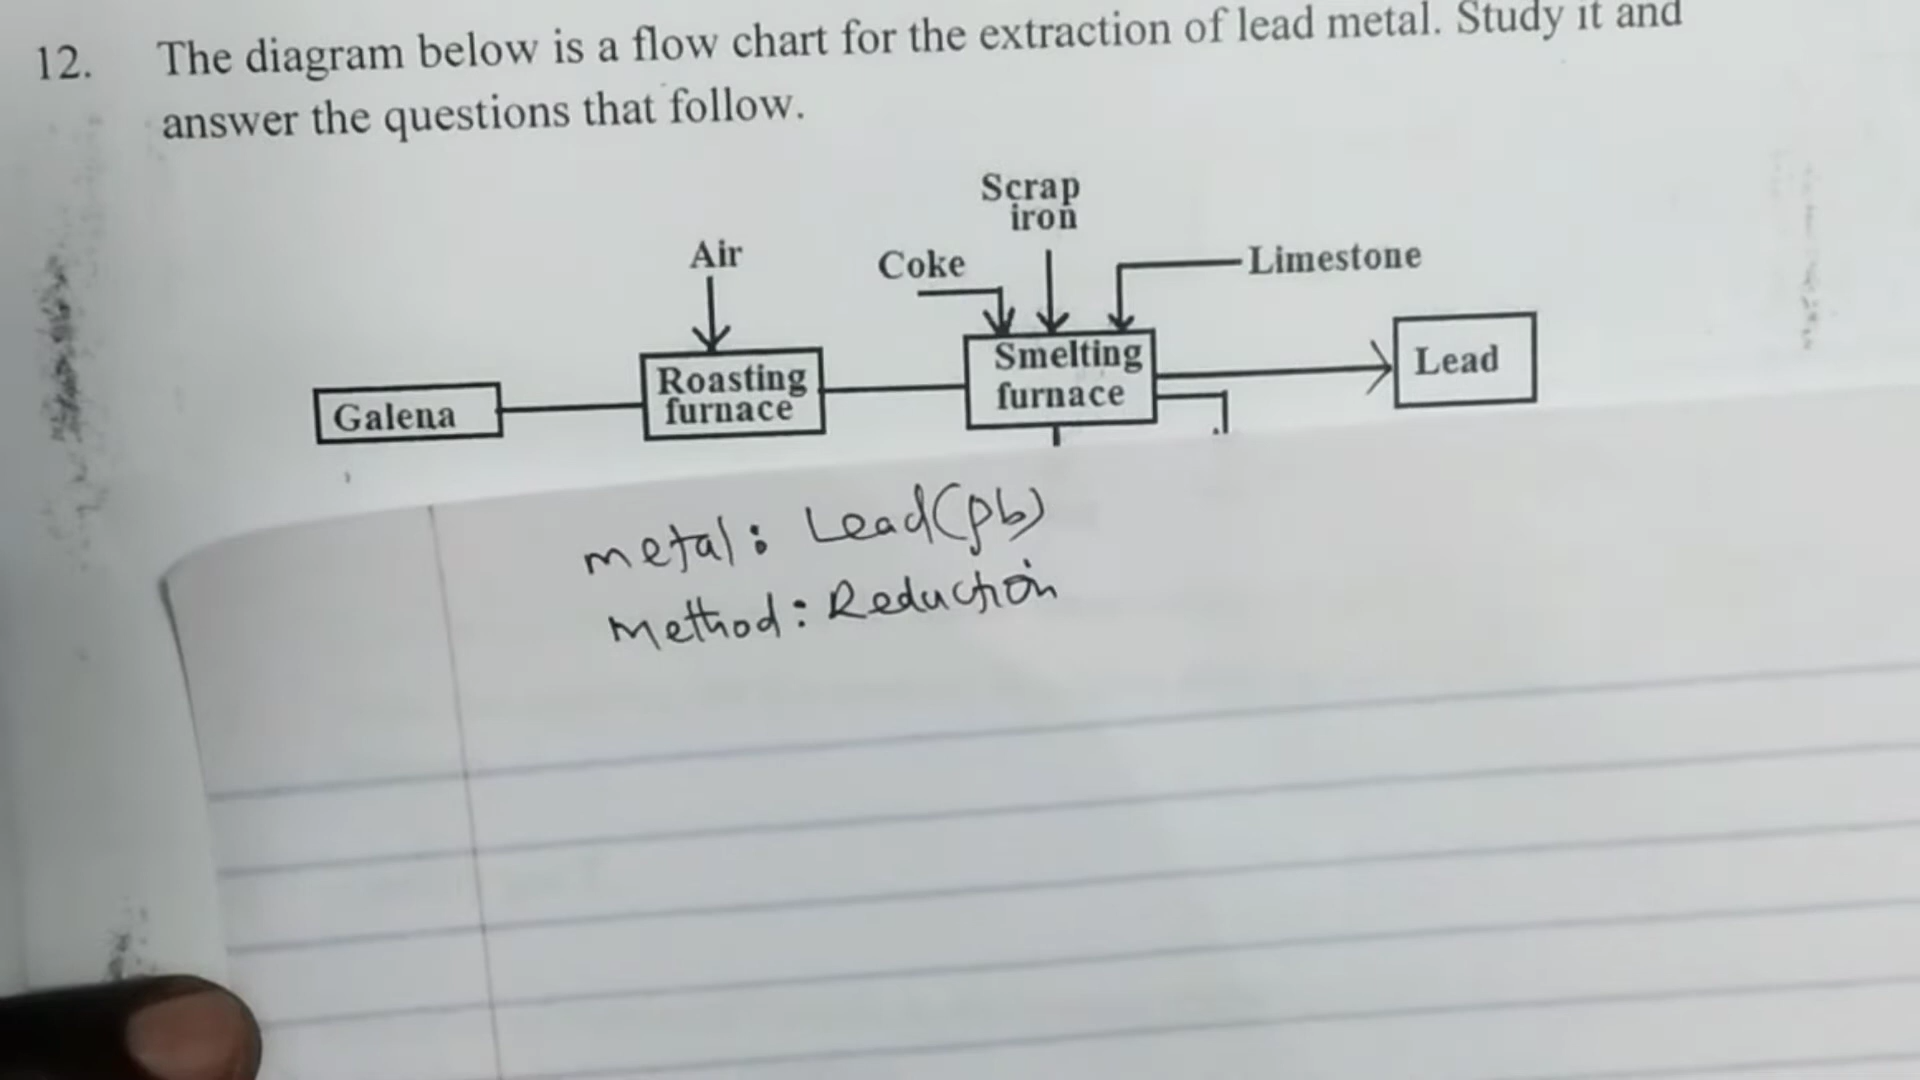 12. The diagram below is a flow chart for the extraction of lead metal. Study it and
answer the questions that follow.
Scrap
iron
Air
Coke
Limestone
Galena
Roasting
furnace
Smelting
furnace
Lead
metal: Lead(pb)
Method: Reduction